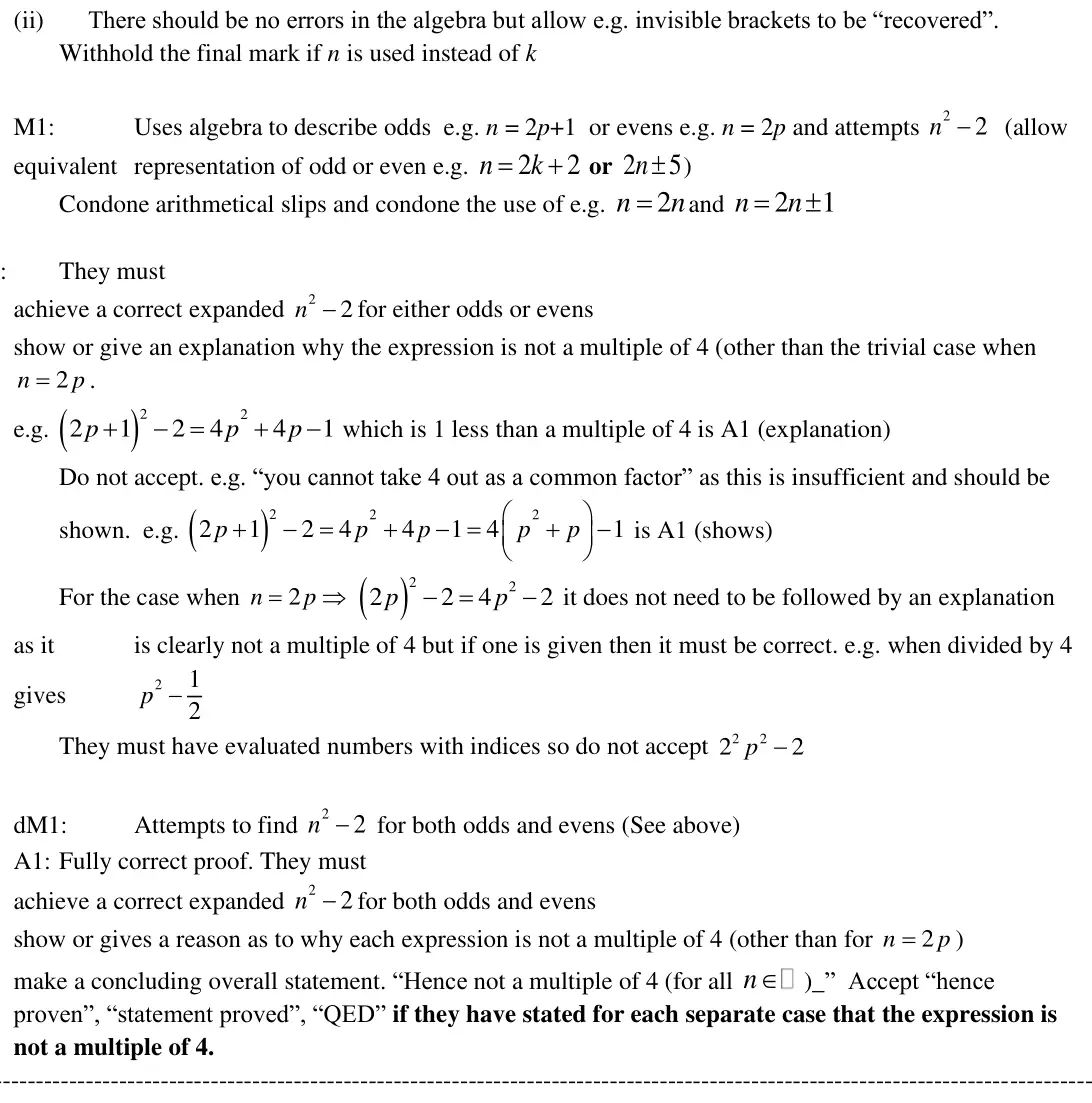 (ii) There should be no errors in the algebra but allow e.g. invisible brackets to be “recovered”.
Withhold the final mark if n is used instead of k
M1: Uses algebra to describe odds e.g. n = 2p+1 or evens e.g. n = 2p and attempts n² − 2 (allow
equivalent representation of odd or even e.g. n = 2k + 2 or 2n ± 5)
Condone arithmetical slips and condone the use of e.g. n = 2n and n = 2n ± 1
: They must
achieve a correct expanded n² − 2 for either odds or evens
show or give an explanation why the expression is not a multiple of 4 (other than the trivial case when
n = 2p .
e.g. (2p + 1)² − 2 = 4p² + 4p − 1 which is 1 less than a multiple of 4 is A1 (explanation)
Do not accept. e.g. “you cannot take 4 out as a common factor” as this is insufficient and should be
shown. e.g. (2p + 1)² − 2 = 4p² + 4p − 1 = 4(p² + p) − 1 is A1 (shows)
For the case when n = 2p ⇒ (2p)² − 2 = 4p² − 2 it does not need to be followed by an explanation
as it is clearly not a multiple of 4 but if one is given then it must be correct. e.g. when divided by 4
gives p² − 1/2
They must have evaluated numbers with indices so do not accept 2² p² − 2
dM1: Attempts to find n² − 2 for both odds and evens (See above)
A1: Fully correct proof. They must
achieve a correct expanded n² − 2 for both odds and evens
show or gives a reason as to why each expression is not a multiple of 4 (other than for n = 2p )
make a concluding overall statement. “Hence not a multiple of 4 (for all n ∈ □ )_” Accept “hence
proven”, “statement proved”, “QED” if they have stated for each separate case that the expression is
not a multiple of 4.